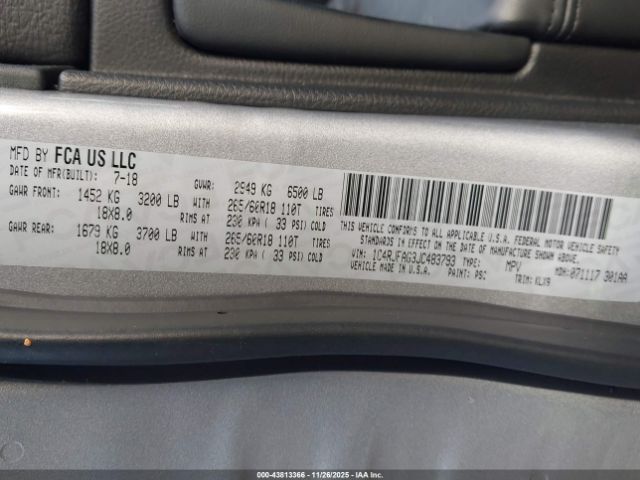 MFD BY FCA US LLC
DATE OF MFR(BUILT): 7-18 GVWR: 2949 KG 6500 LB
GAWR FRONT: 1452 KG 3200 LB WITH 265/60R18 110T TIRES
18X8.0 RIMS AT 230 KPA ( 33 PSI) COLD
GAWR REAR: 1679 KG 3700 LB WITH 265/60R18 110T TIRES
18X8.0 RIMS AT 230 KPA ( 33 PSI) COLD
THIS VEHICLE CONFORMS TO ALL APPLICABLE U.S.A.
FEDERAL MOTOR VEHICLE SAFETY
STANDARDS IN EFFECT ON THE DATE OF MANUFACTURE SHOWN ABOVE.
VIN: 1C4RJFAG3JC483793 TYPE: MPV MDH: 071117 301AA
VEHICLE MADE IN U.S.A. PAINT: PSC TRIM: KLX9
000-43813366 • 11/26/2025 • IAA, Inc.